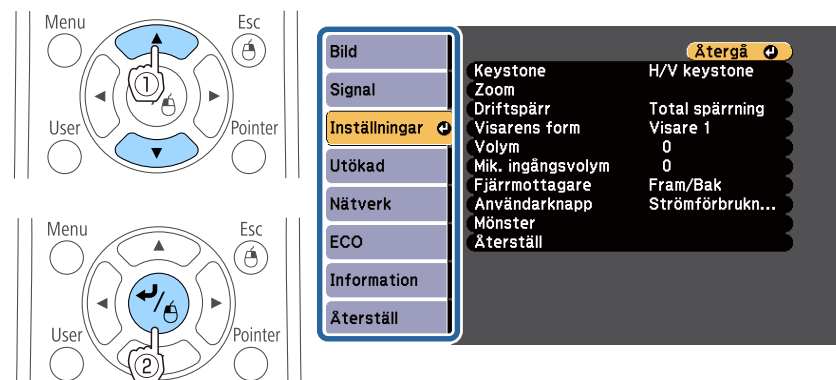 Menu
Esc
1
User
Pointer
Menu
Esc
User
Pointer
2
Bild
Signal
Inställningar
Utökad
Nätverk
ECO
Information
Återställ
Återgå
Keystone H/V keystone
Zoom
Driftspärr Total spärrning
Visarens form Visare 1
Volym 0
Mik. ingångsvolym 0
Fjärrmottagare Fram/Bak
Användarknapp Strömförbrukn...
Mönster
Återställ